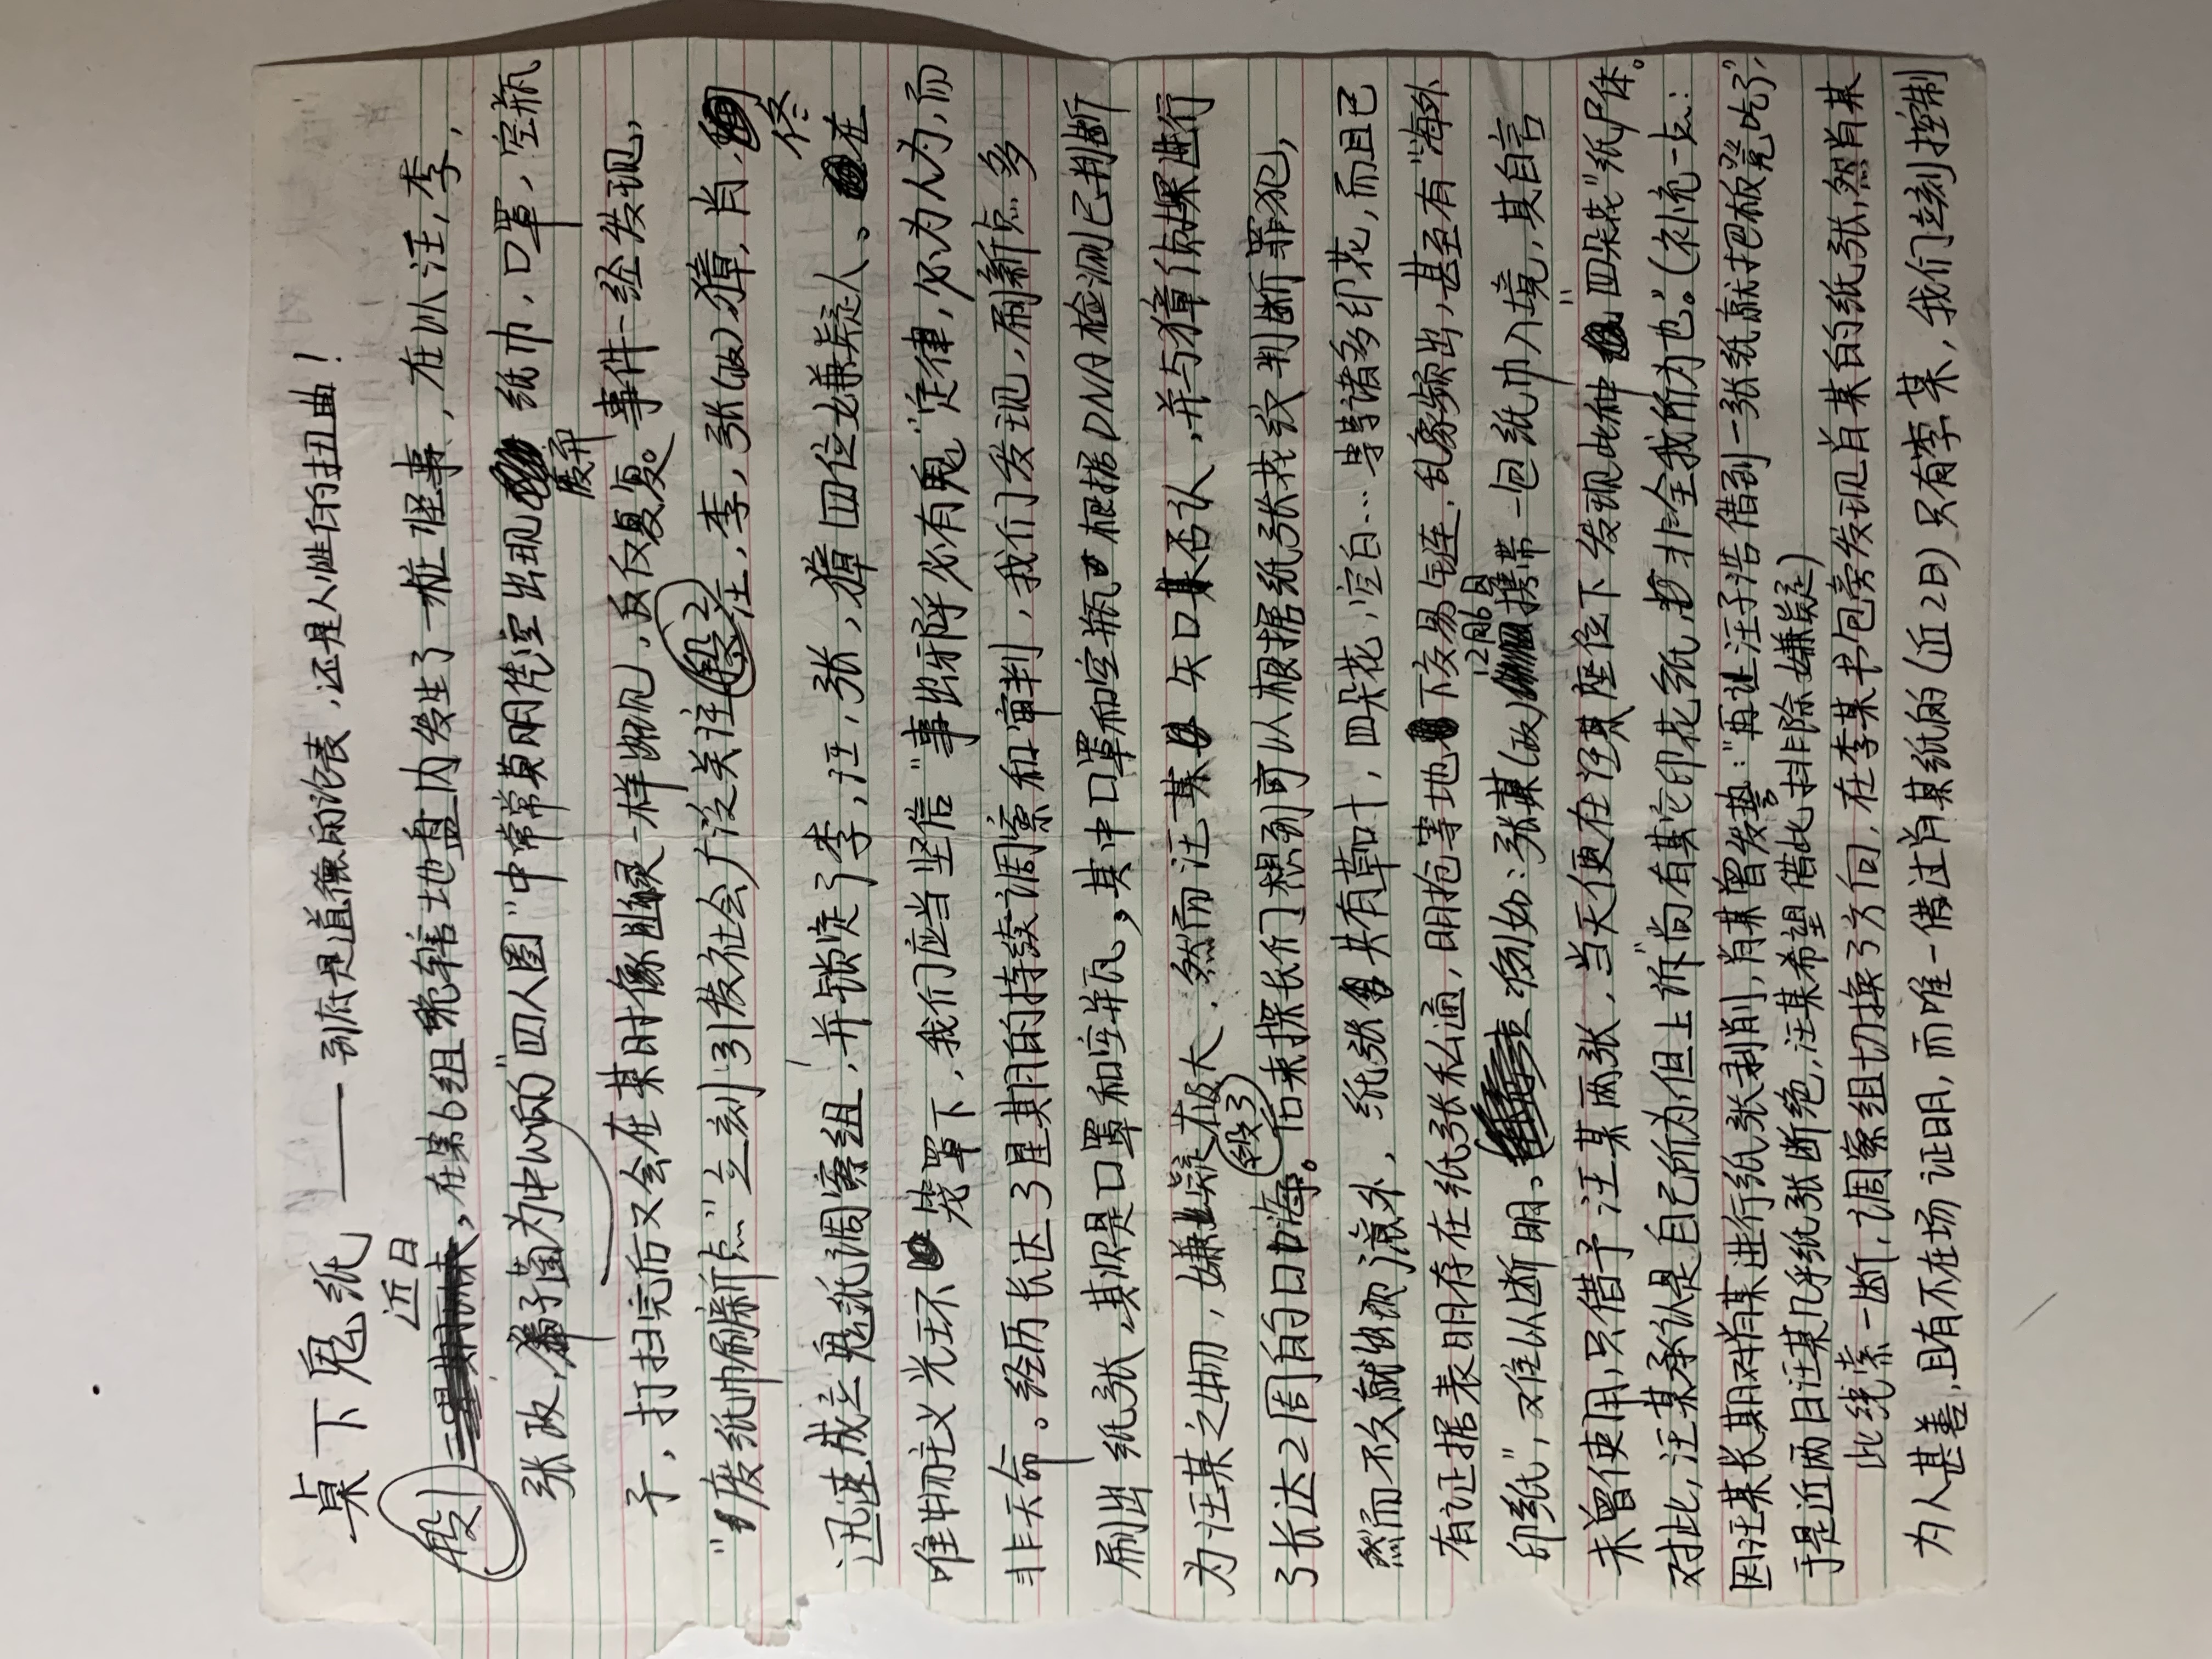 桌下鬼纸 —— 到底是道德的沦丧,还是人性的扭曲!
近日
段1 ,在第6组 管辖地盘内发生了一桩怪事,在以汪,李,
张政,獐子菌为中心的"四人圈"中常常莫明凭空出现 纸巾,口罩,空瓶
废弃
子,打扫完后又会在某时像 一样出现,反反复复。事件一经发现,
"废纸巾刷新点"立刻引发社会广泛关注 段2 汪,李,张(政),獐,肖,
佟
迅速成立鬼纸调察组,并锁定了李,汪,张,獐四位嫌疑人。在
唯物主义光环 笼罩下,我们应当坚信"事出邪乎必有鬼"定律,必为人为,而
非天命。经历长达3星期的持续调察和审判,我们发现,刷新点多
刷出纸张,其次是口罩和空瓶,其中口罩和空瓶 根据DNA检测已判断
为汪某之物,嫌疑极大.然而汪某 矢口 否认,并与獐侦探进行
段3
了长达2周的口 。后来探长们想到可以根据纸张花纹判断罪犯,
然而不久就出现意外,纸张 共有草叶,四朵花,空白…等等诸多印花,而且已
有证据表明存在纸张私通,明抢等地 下交易 链,乱象频出,甚至有"海外
12月6日
印纸",难以断明。例如:张某(政) 携带一包纸巾入境,其自言
未曾使用,只借予汪某两张,当天便在汪某座位下发现此种 "四朵花"纸尸体。
对此,汪某承认是自己所为,但上诉"尚有其它印花纸, 非全我所为也。"(补充一点:
因汪某长期对肖某进行纸张剥削,肖某曾发誓:"再让汪子浩借到一张纸就把板凳吃了",
于是近两日汪某几乎纸张断绝,汪某希望借此排除嫌疑)
此线索一断,调察组切换了方向,在李某书包旁发现肖某的纸张,然肖某
为人甚善,且有不在场证明,而唯一借过肖某纸的(近2日)只有李某,我们立刻控制